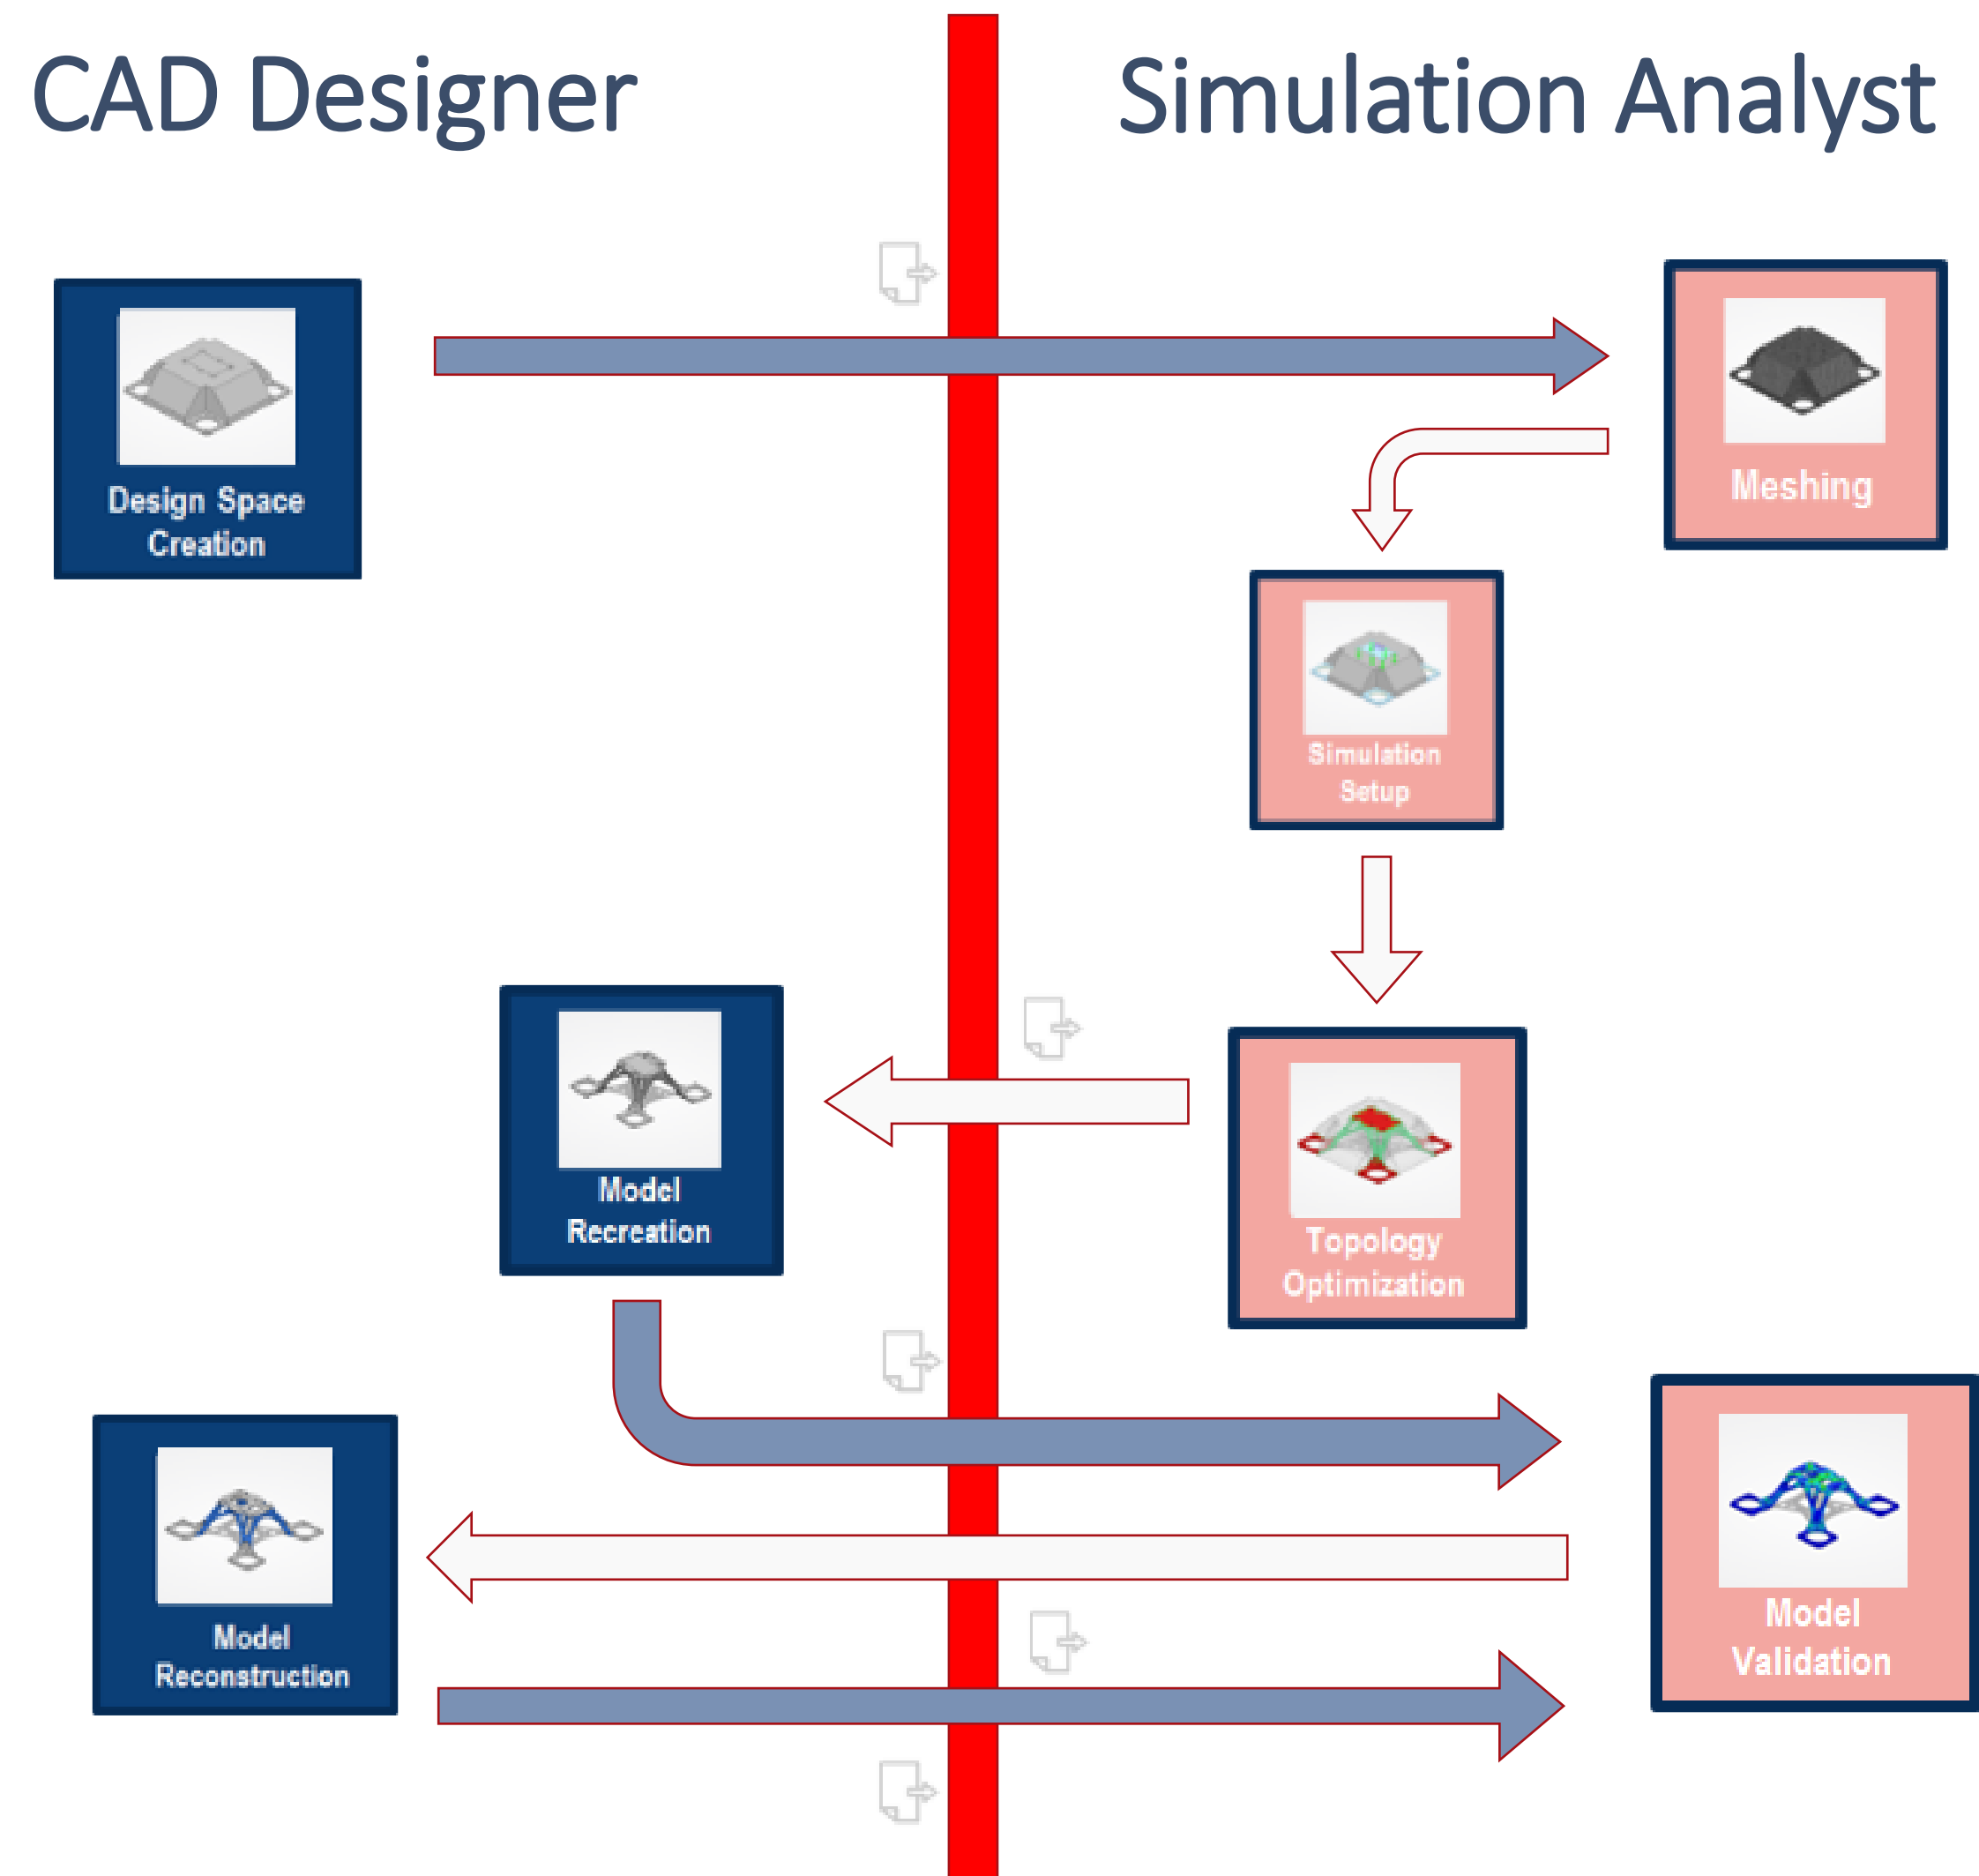 CAD Designer
Simulation Analyst
Design Space
Creation
Meshing
Simulation
Setup
Model
Recreation
Topology
Optimization
Model
Reconstruction
Model
Validation